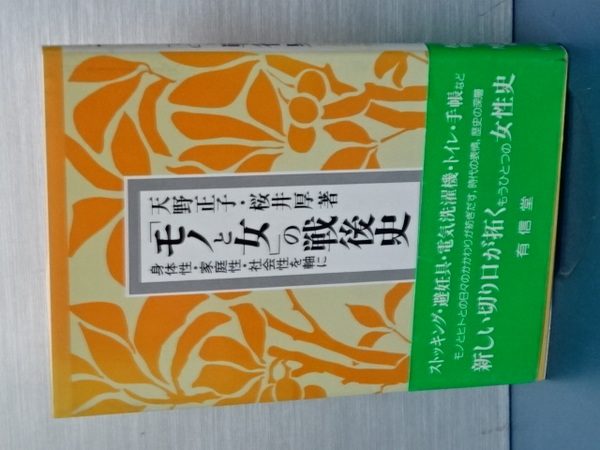 天野正子・桜井厚 著
「モノと女」の戦後史
身体性・家庭性・社会性を軸に
ストッキング・避妊具・電気洗濯機・トイレ・手帳など
モノとヒトとの日々のかかわりが紡ぎだす、時代の表情、歴史の深層
新しい切り口が拓くもうひとつの女性史
有信堂